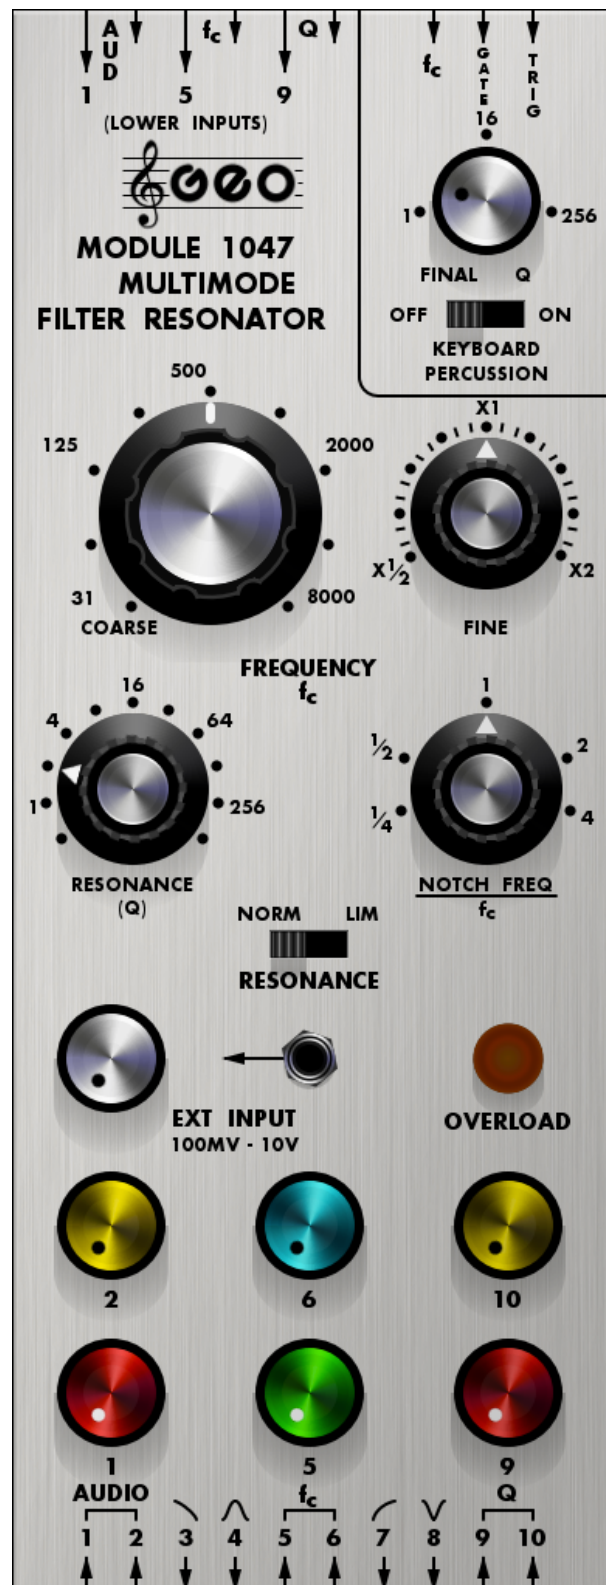 AUD fc Q
1 5 9
(LOWER INPUTS)
GEO
MODULE 1047
MULTIMODE
FILTER RESONATOR
fc GATE TRIG
16
1 256
FINAL Q
OFF ON
KEYBOARD
PERCUSSION
500
125 2000
31 8000
COARSE
X1
X1/2 X2
FINE
FREQUENCY
fc
16
4 64
1 256
RESONANCE
(Q)
1
1/2 2
1/4 4
NOTCH FREQ
fc
NORM LIM
RESONANCE
EXT INPUT
100MV - 10V
OVERLOAD
2 6 10
1 5 9
AUDIO fc Q
1 2 3 4 5 6 7 8 9 10